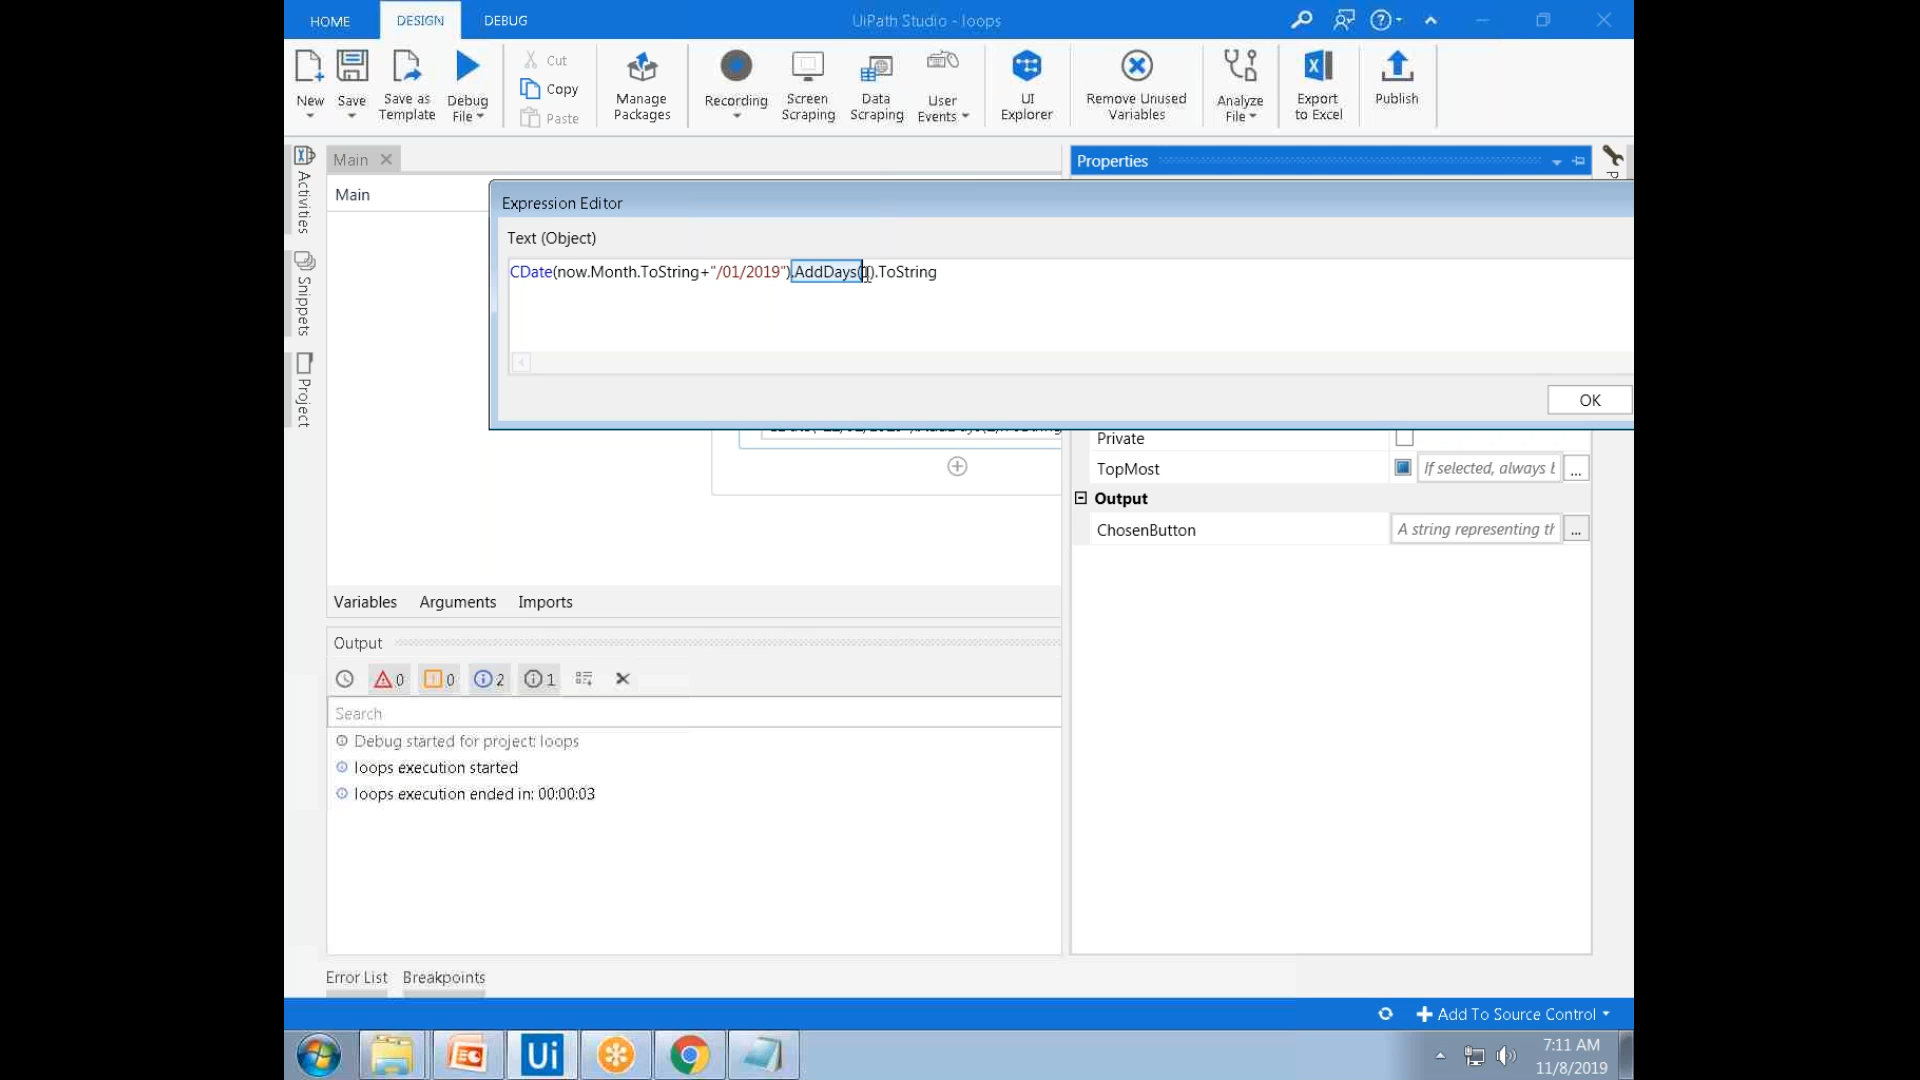 HOME
DESIGN
DEBUG
UiPath Studio - loops
New
Save
Save as
Template
Debug
File
Cut
Copy
Paste
Manage
Packages
Recording
Screen
Scraping
Data
Scraping
User
Events
UI
Explorer
Remove Unused
Variables
Analyze
File
Export
to Excel
Publish
Activities
Snippets
Project
Main
Main
Properties
Expression Editor
Text (Object)
CDate(now.Month.ToString+"/01/2019").AddDays(1).ToString
OK
Private
TopMost
If selected, always b
...
Output
ChosenButton
A string representing th
...
Variables
Arguments
Imports
Output
0
0
2
1
Search
Debug started for project: loops
loops execution started
loops execution ended in: 00:00:03
Error List
Breakpoints
Add To Source Control
Ui
7:11 AM
11/8/2019